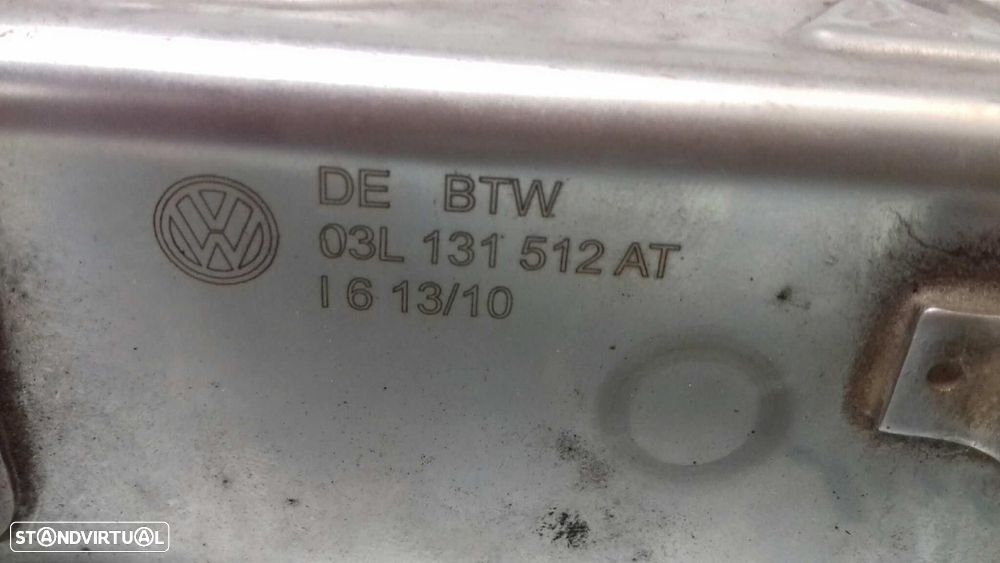 DE BTW
03L 131 512 AT
I 6 13/10
STANDVIRTUAL